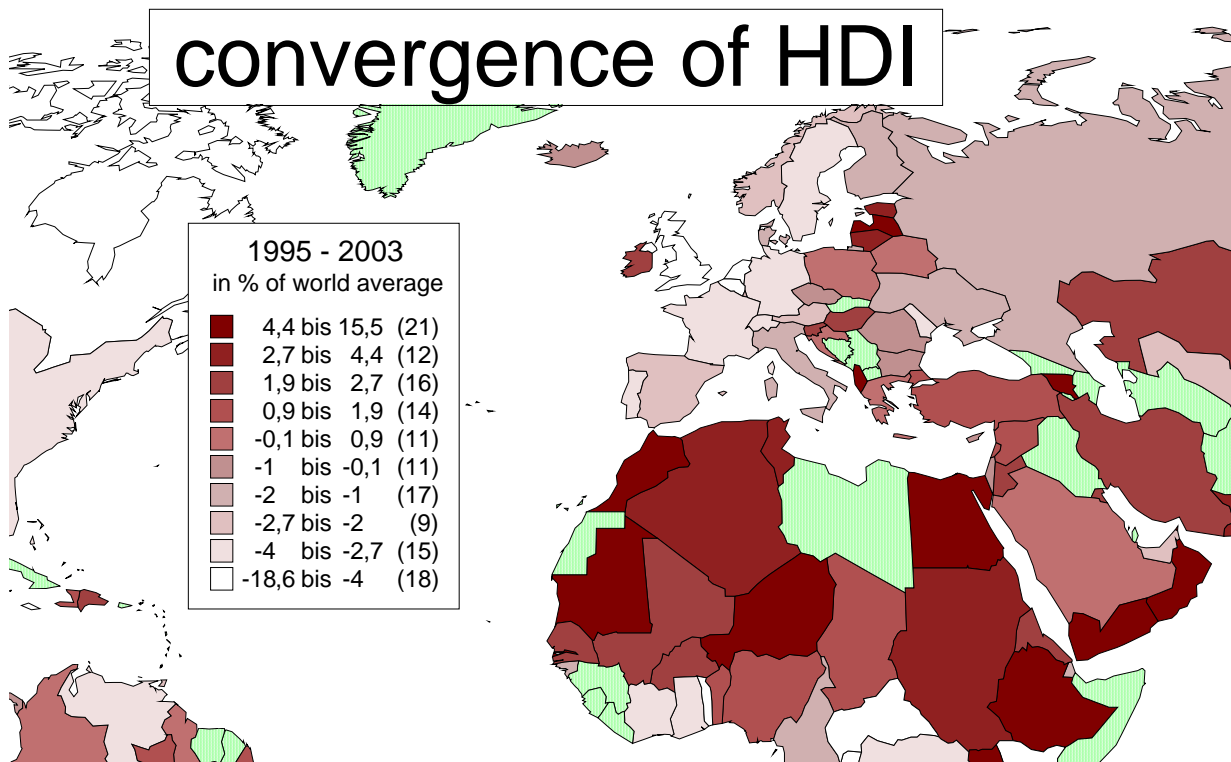 convergence of HDI
1995 - 2003
in % of world average
4,4 bis 15,5 (21)
2,7 bis 4,4 (12)
1,9 bis 2,7 (16)
0,9 bis 1,9 (14)
-0,1 bis 0,9 (11)
-1 bis -0,1 (11)
-2 bis -1 (17)
-2,7 bis -2 (9)
-4 bis -2,7 (15)
-18,6 bis -4 (18)